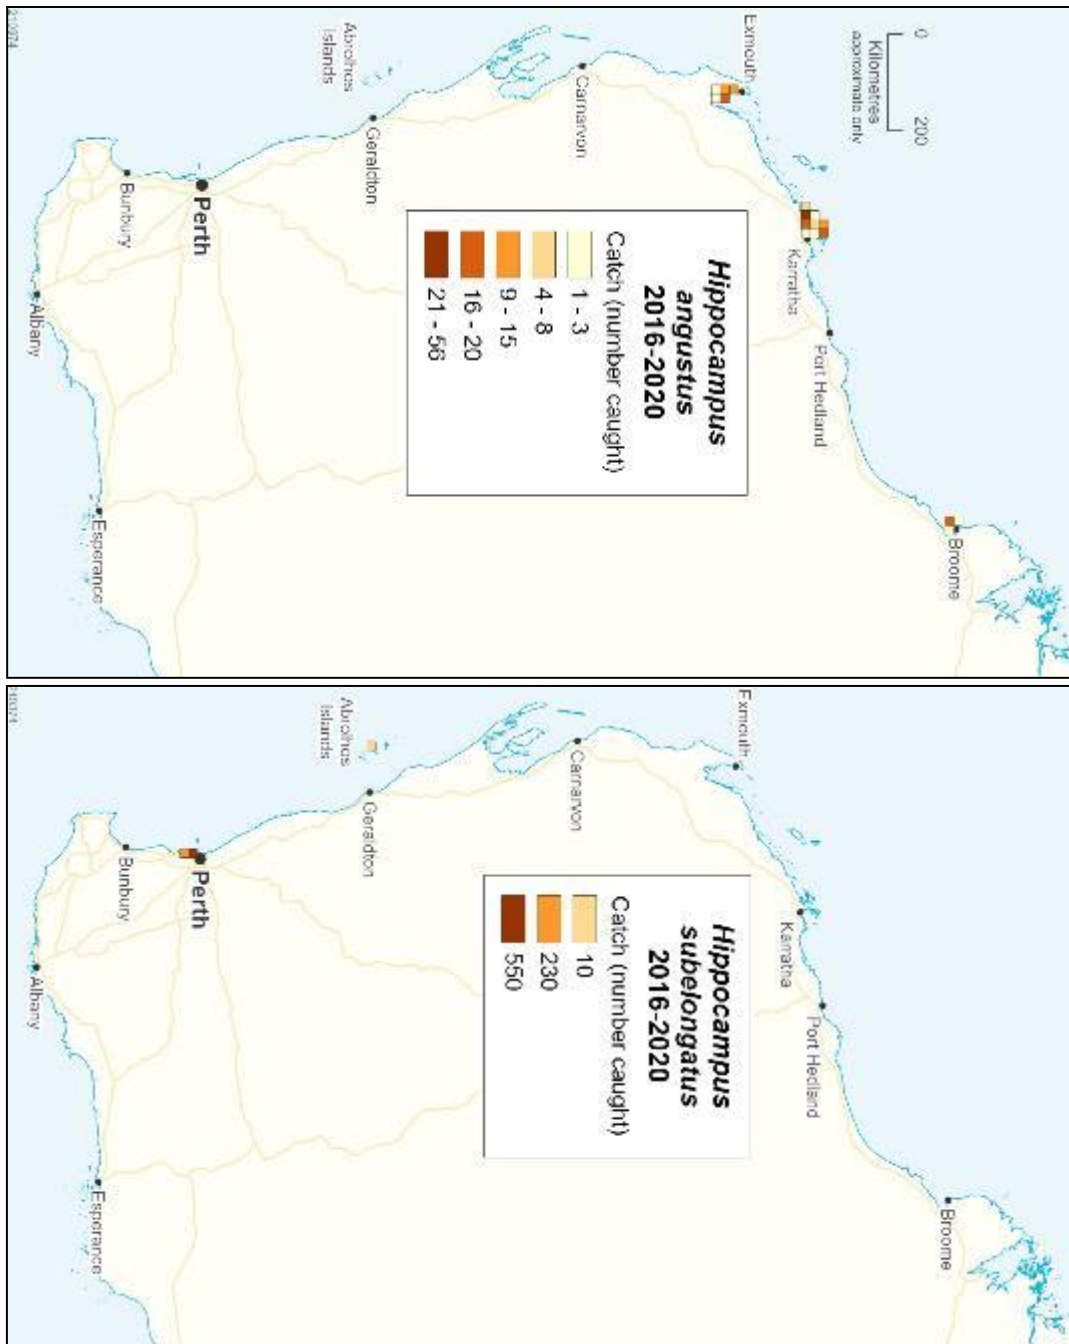 0 200
Kilometres
approximate only
Broome
Port Hedland
Karratha
Exmouth
Hippocampus
angustus
2016-2020
Catch (number caught)
1 - 3
4 - 8
9 - 15
16 - 20
21 - 56
Carnarvon
Geraldton
Abrolhos
Islands
Perth
Bunbury
Esperance
Albany
Broome
Port Hedland
Karratha
Exmouth
Hippocampus
subelongatus
2016-2020
Catch (number caught)
10
230
550
Carnarvon
Geraldton
Abrolhos
Islands
Perth
Bunbury
Esperance
Albany